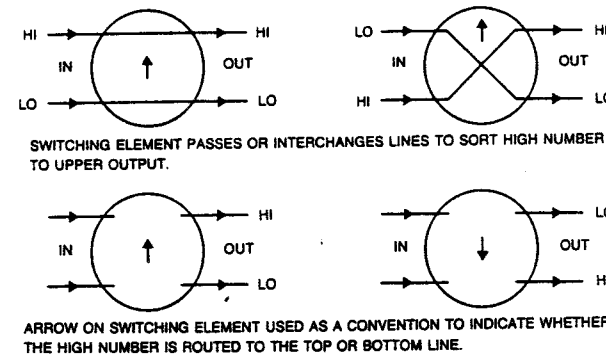 HI HI LO HI
IN OUT IN OUT
LO LO HI LO
SWITCHING ELEMENT PASSES OR INTERCHANGES LINES TO SORT HIGH NUMBER
TO UPPER OUTPUT.
HI LO
IN OUT IN OUT
LO HI
ARROW ON SWITCHING ELEMENT USED AS A CONVENTION TO INDICATE WHETHER
THE HIGH NUMBER IS ROUTED TO THE TOP OR BOTTOM LINE.